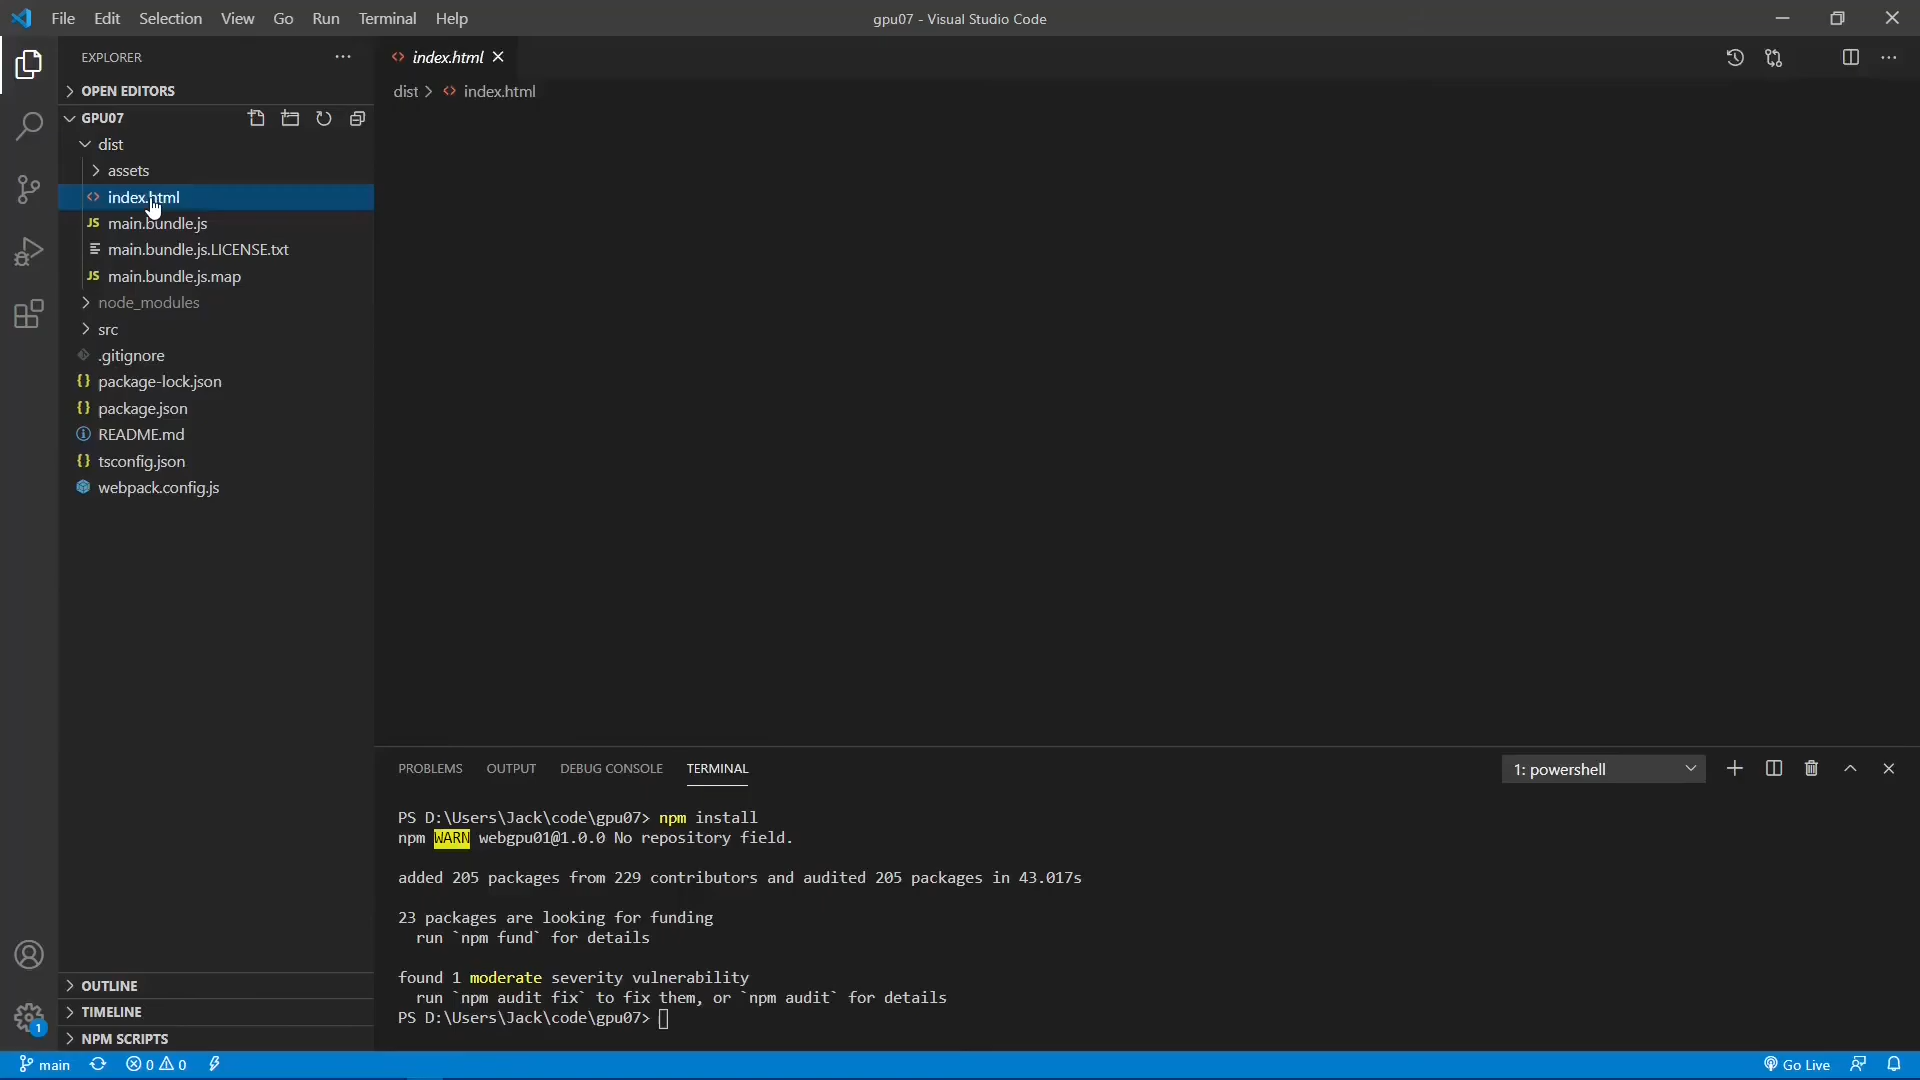 File Edit Selection View Go Run Terminal Help
gpu07 - Visual Studio Code
EXPLORER
OPEN EDITORS
GPU07
dist
assets
index.html
JS main.bundle.js
main.bundle.js.LICENSE.txt
JS main.bundle.js.map
node_modules
src
.gitignore
{} package-lock.json
{} package.json
README.md
{} tsconfig.json
webpack.config.js
OUTLINE
TIMELINE
NPM SCRIPTS
1
index.html
dist > index.html
PROBLEMS OUTPUT DEBUG CONSOLE TERMINAL
1: powershell
PS D:\Users\Jack\code\gpu07> npm install
npm WARN webgpu01@1.0.0 No repository field.
added 205 packages from 229 contributors and audited 205 packages in 43.017s
23 packages are looking for funding
run `npm fund` for details
found 1 moderate severity vulnerability
run `npm audit fix` to fix them, or `npm audit` for details
PS D:\Users\Jack\code\gpu07>
main 0 0
Go Live